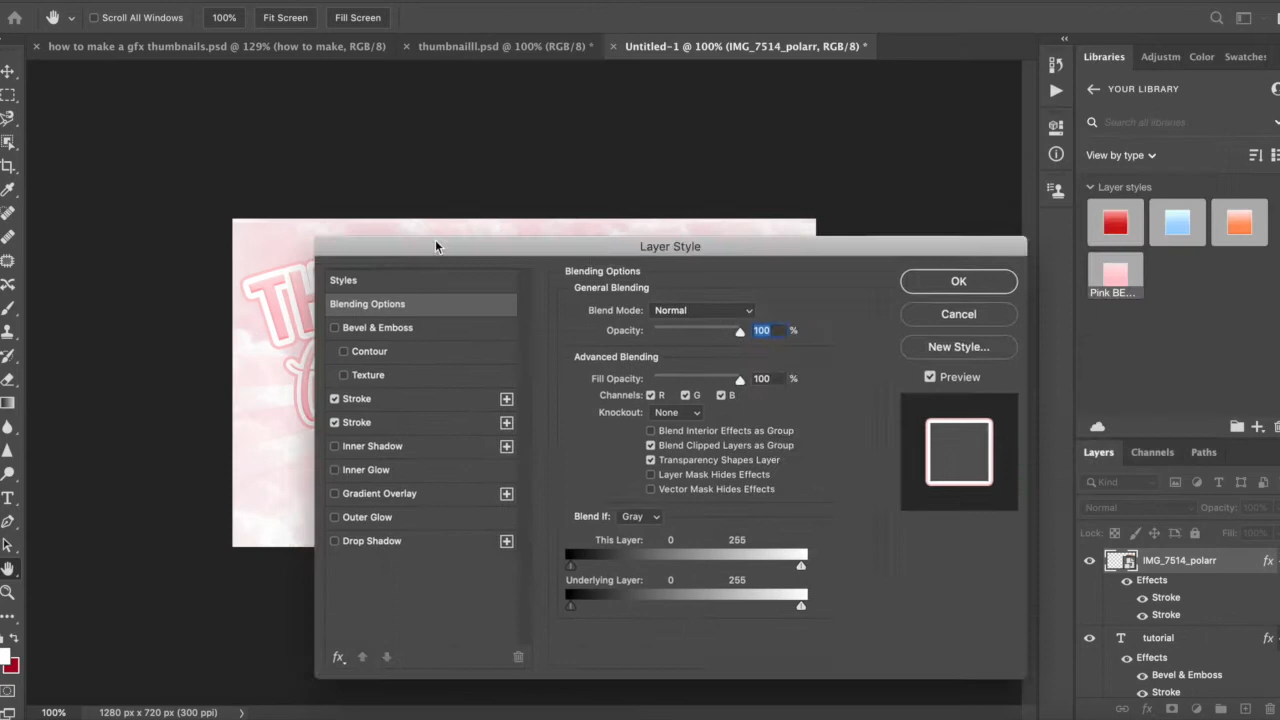 Scroll All Windows 100% Fit Screen Fill Screen
how to make a gfx thumbnails.psd @ 129% (how to make, RGB/8) thumbnailll.psd @ 100% (RGB/8) * Untitled-1 @ 100% (IMG_7514_polarr, RGB/8) *
Libraries Adjustm Color Swatches
YOUR LIBRARY
Search all libraries
View by type
Layer styles
Pink BE...
Layer Style
Styles
Blending Options
Bevel & Emboss
Contour
Texture
Stroke
Stroke
Inner Shadow
Inner Glow
Gradient Overlay
Outer Glow
Drop Shadow
fx
Blending Options
General Blending
Blend Mode: Normal
Opacity: 100 %
Advanced Blending
Fill Opacity: 100 %
Channels: R G B
Knockout: None
Blend Interior Effects as Group
Blend Clipped Layers as Group
Transparency Shapes Layer
Layer Mask Hides Effects
Vector Mask Hides Effects
Blend If: Gray
This Layer: 0 255
Underlying Layer: 0 255
OK
Cancel
New Style...
Preview
Layers Channels Paths
Kind
Normal Opacity: 100%
Lock: Fill: 100%
IMG_7514_polarr fx
Effects
Stroke
Stroke
T tutorial fx
Effects
Bevel & Emboss
Stroke
fx
100% 1280 px x 720 px (300 ppi)